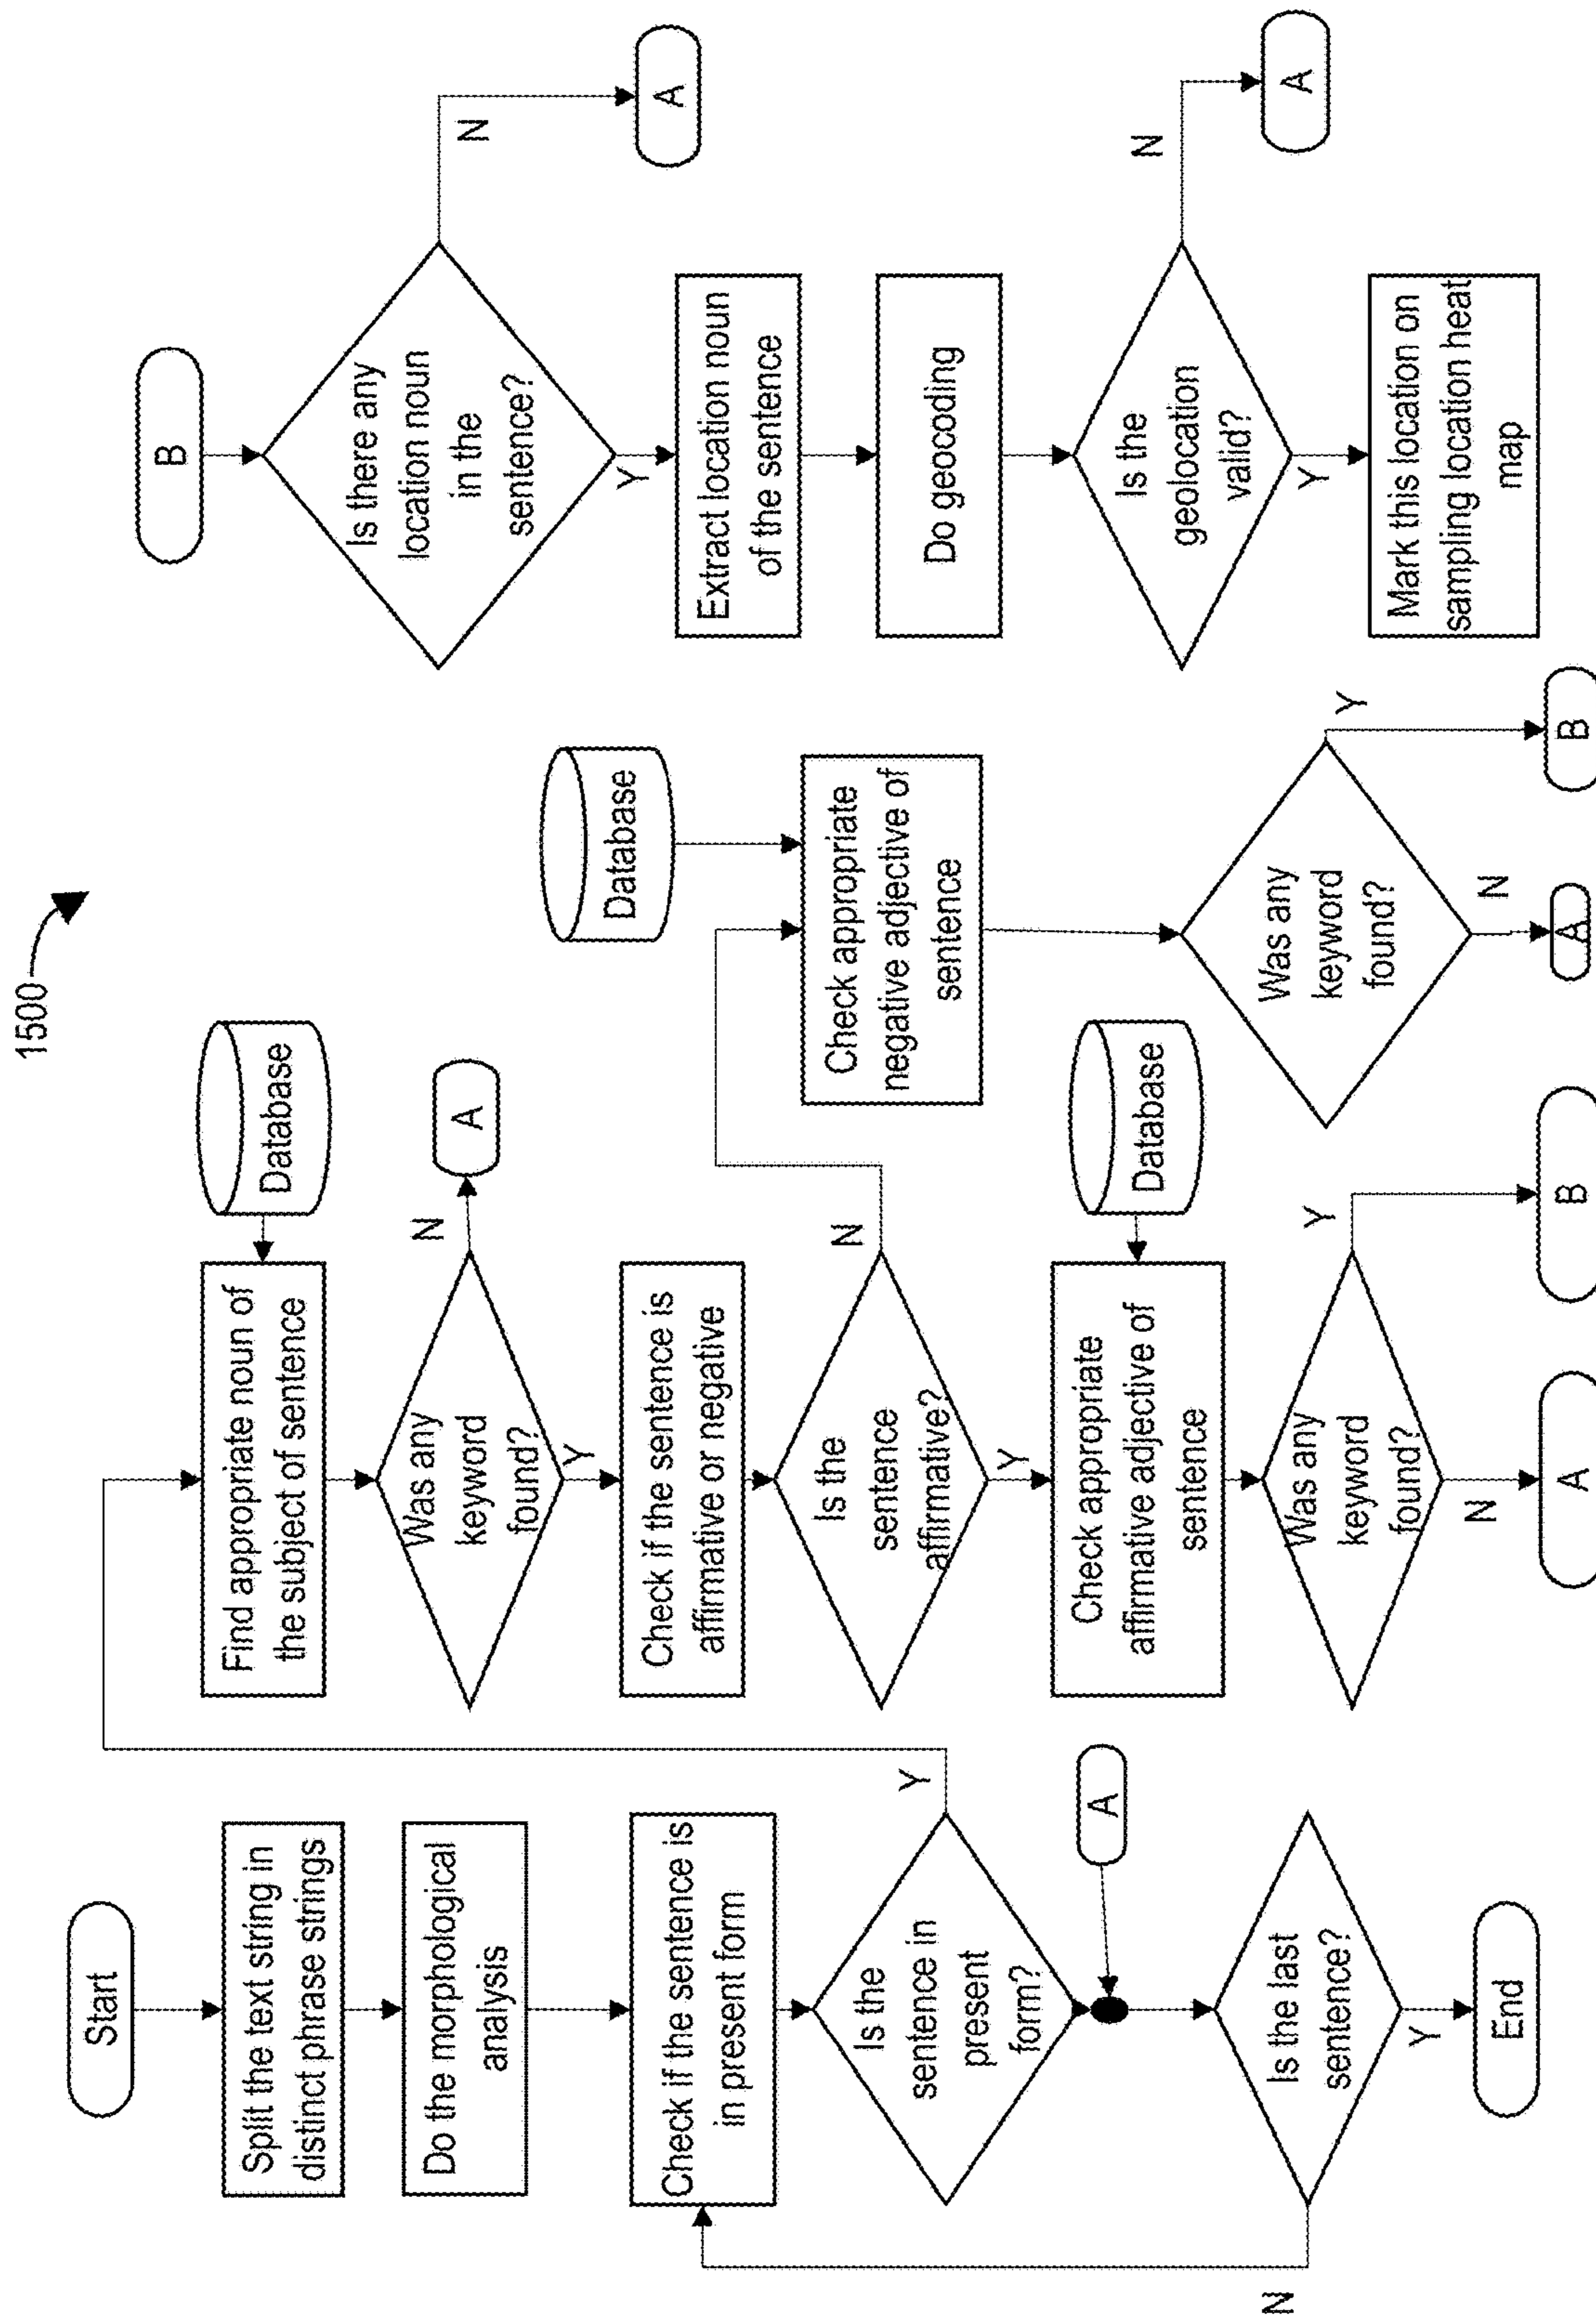 1500
Start
Split the text string in
distinct phrase strings
Do the morphological
analysis
Check if the sentence is
in present form
Is the
sentence in
present
form?
Y
A
Is the last
sentence?
N
Y
End
Find appropriate noun of
the subject of sentence
Database
Was any
keyword
found?
N
A
Y
Check if the sentence is
affirmative or negative
Is the
sentence
affirmative?
N
Y
Check appropriate
affirmative adjective of
sentence
Database
Was any
keyword
found?
Y
B
N
A
Database
Check appropriate
negative adjective of
sentence
Was any
keyword
found?
Y
B
N
A
B
Is there any
location noun
in the
sentence?
N
A
Y
Extract location noun
of the sentence
Do geocoding
Is the
geolocation
valid?
N
A
Y
Mark this location on
sampling location heat
map